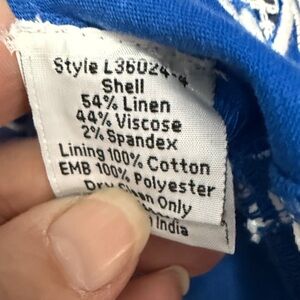 Style L36024-4
Shell
54% Linen
44% Viscose
2% Spandex
Lining 100% Cotton
EMB 100% Polyester
Dry Clean Only
India